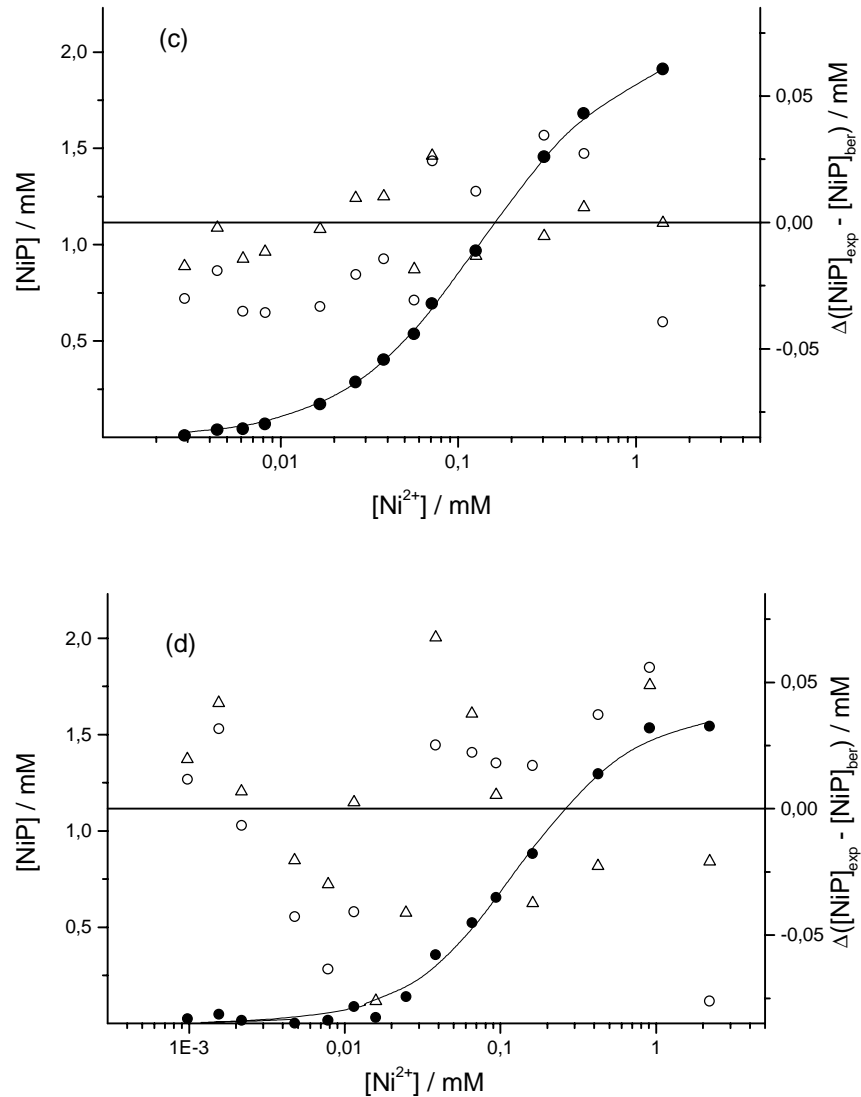 (c)
2,0
1,5
1,0
0,5
[NiP] / mM
0,05
0,00
-0,05
Δ([NiP]exp - [NiP]ber) / mM
0,01
0,1
1
[Ni2+] / mM
(d)
2,0
1,5
1,0
0,5
[NiP] / mM
0,05
0,00
-0,05
Δ([NiP]exp - [NiP]ber) / mM
1E-3
0,01
0,1
1
[Ni2+] / mM